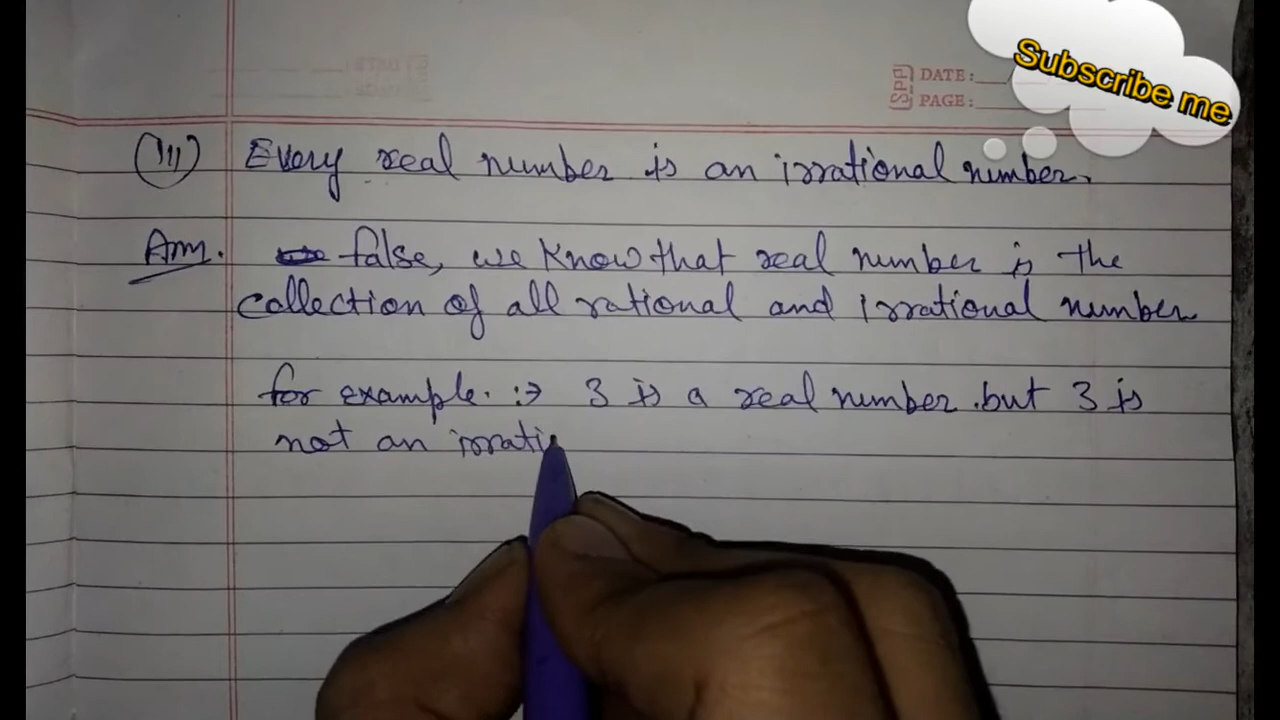 Subscribe me
SPP
DATE:
PAGE:
(iii) Every real number is an irrational number.
Ans. false, we know that real number is the
collection of all rational and irrational number
for example. :→ 3 is a real number. but 3 is
not an irrati